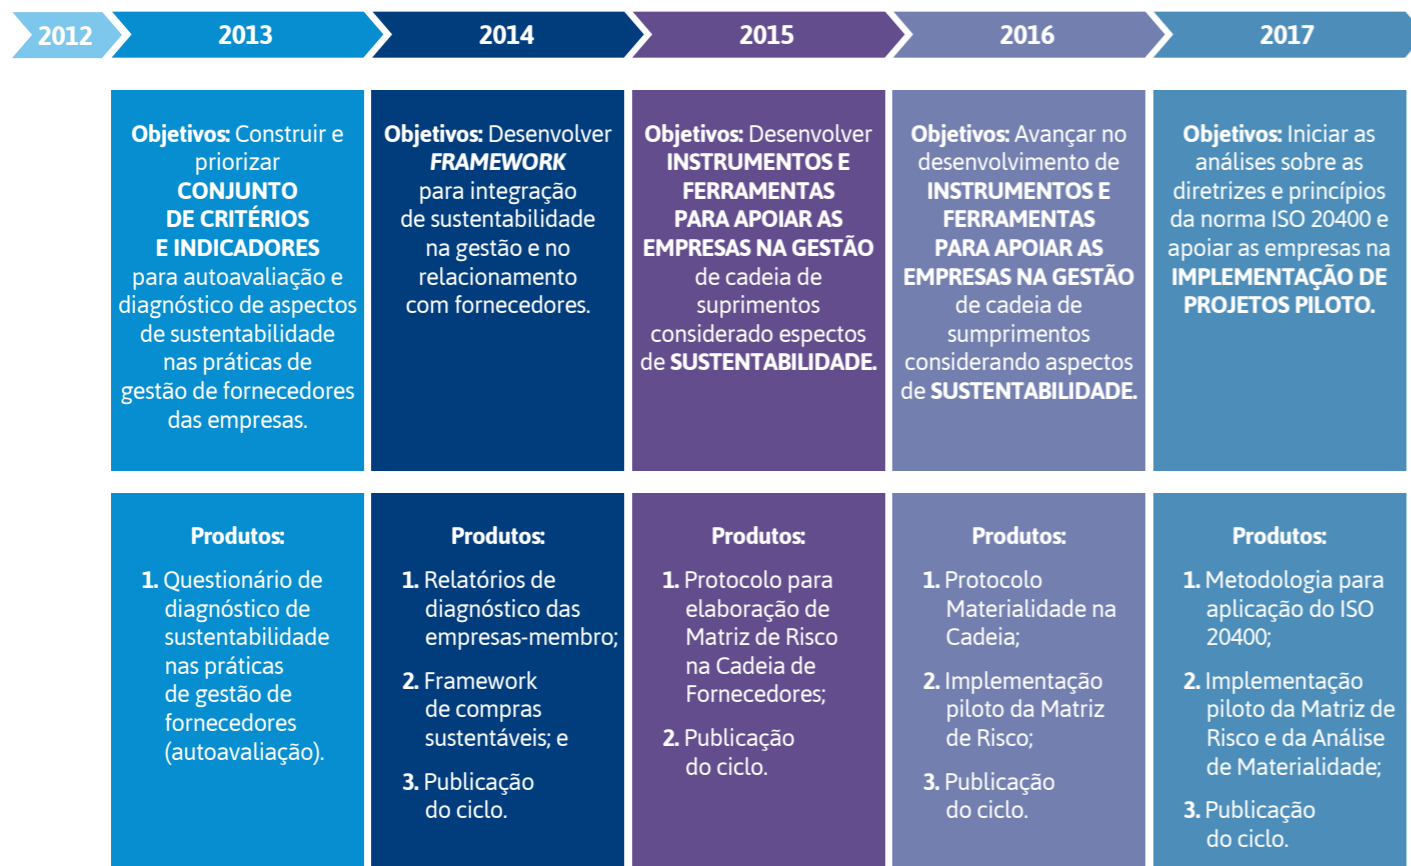 2012
2013
2014
2015
2016
2017
Objetivos: Construir e
priorizar
CONJUNTO
DE CRITÉRIOS
E INDICADORES
para autoavaliação e
diagnóstico de aspectos
de sustentabilidade
nas práticas de
gestão de fornecedores
das empresas.
Objetivos: Desenvolver
FRAMEWORK
para integração
de sustentabilidade
na gestão e no
relacionamento
com fornecedores.
Objetivos: Desenvolver
INSTRUMENTOS E
FERRAMENTAS
PARA APOIAR AS
EMPRESAS NA GESTÃO
de cadeia de
suprimentos
considerado espectos
de SUSTENTABILIDADE.
Objetivos: Avançar no
desenvolvimento de
INSTRUMENTOS E
FERRAMENTAS
PARA APOIAR AS
EMPRESAS NA GESTÃO
de cadeia de
sumprimentos
considerando aspectos
de SUSTENTABILIDADE.
Objetivos: Iniciar as
análises sobre as
diretrizes e princípios
da norma ISO 20400 e
apoiar as empresas na
IMPLEMENTAÇÃO DE
PROJETOS PILOTO.
Produtos:
1. Questionário de
diagnóstico de
sustentabilidade
nas práticas
de gestão de
fornecedores
(autoavaliação).
Produtos:
1. Relatórios de
diagnóstico das
empresas-membro;
2. Framework
de compras
sustentáveis; e
3. Publicação
do ciclo.
Produtos:
1. Protocolo para
elaboração de
Matriz de Risco
na Cadeia de
Fornecedores;
2. Publicação
do ciclo.
Produtos:
1. Protocolo
Materialidade na
Cadeia;
2. Implementação
piloto da Matriz
de Risco;
3. Publicação
do ciclo.
Produtos:
1. Metodologia para
aplicação do ISO
20400;
2. Implementação
piloto da Matriz de
Risco e da Análise
de Materialidade;
3. Publicação
do ciclo.